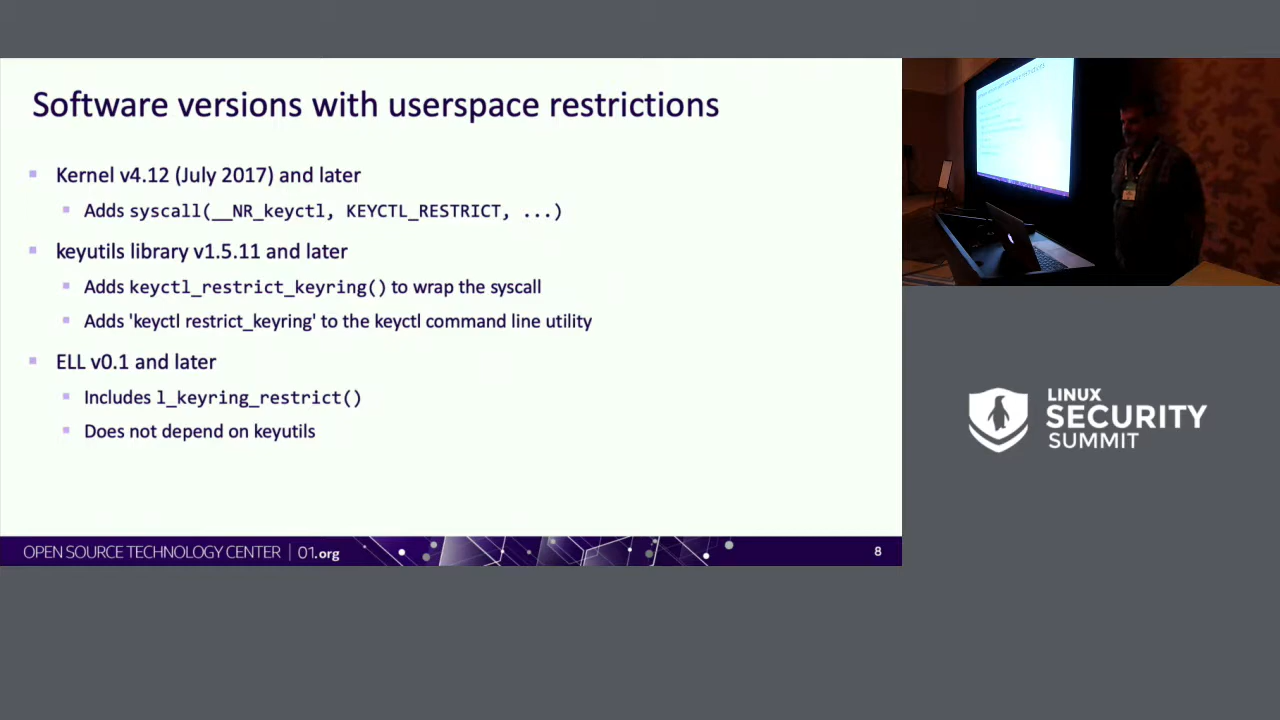 Software versions with userspace restrictions
Kernel v4.12 (July 2017) and later
Adds syscall(__NR_keyctl, KEYCTL_RESTRICT, ...)
keyutils library v1.5.11 and later
Adds keyctl_restrict_keyring() to wrap the syscall
Adds 'keyctl restrict_keyring' to the keyctl command line utility
ELL v0.1 and later
Includes l_keyring_restrict()
Does not depend on keyutils
OPEN SOURCE TECHNOLOGY CENTER | 01.org
8
LINUX
SECURITY
SUMMIT